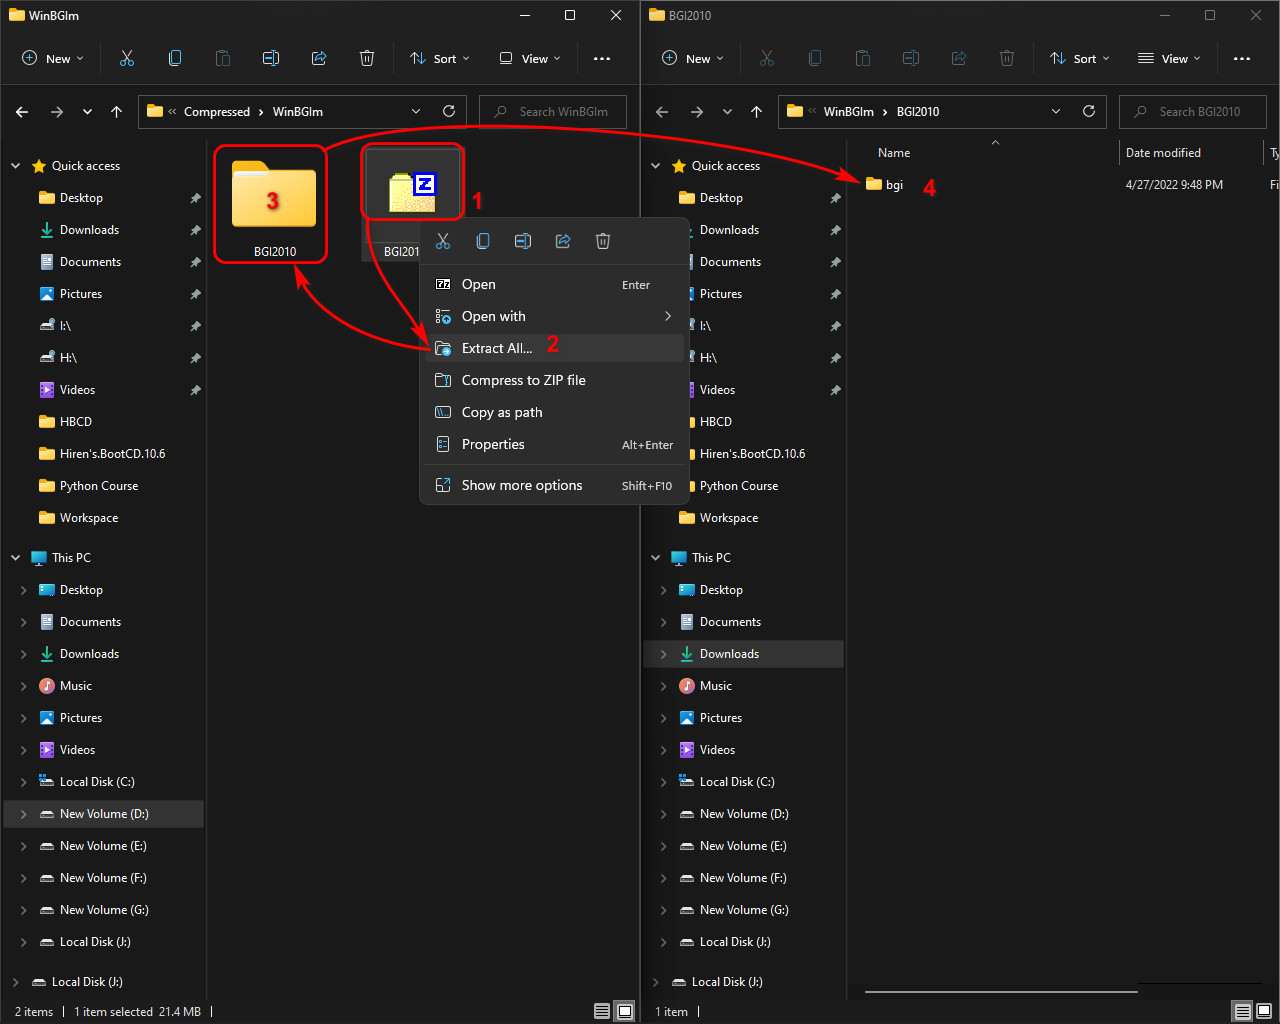 WinBGIm
New
Sort
View
Compressed
WinBGIm
Search WinBGIm
Quick access
Desktop
Downloads
Documents
Pictures
I:\
H:\
Videos
HBCD
Hiren's.BootCD.10.6
Python Course
Workspace
This PC
Desktop
Documents
Downloads
Music
Pictures
Videos
Local Disk (C:)
New Volume (D:)
New Volume (E:)
New Volume (F:)
New Volume (G:)
Local Disk (J:)
Local Disk (J:)
2 items
1 item selected 21.4 MB
3
BGI2010
Z
1
BGI201
Open Enter
Open with
Extract All... 2
Compress to ZIP file
Copy as path
Properties Alt+Enter
Show more options Shift+F10
BGI2010
New
Sort
View
WinBGIm
BGI2010
Search BGI2010
Quick access
Desktop
Downloads
Documents
Pictures
I:\
H:\
Videos
HBCD
Hiren's.BootCD.10.6
Python Course
Workspace
This PC
Desktop
Documents
Downloads
Music
Pictures
Videos
Local Disk (C:)
New Volume (D:)
New Volume (E:)
New Volume (F:)
New Volume (G:)
Local Disk (J:)
Local Disk (J:)
1 item
Name Date modified Ty
bgi 4 4/27/2022 9:48 PM Fi